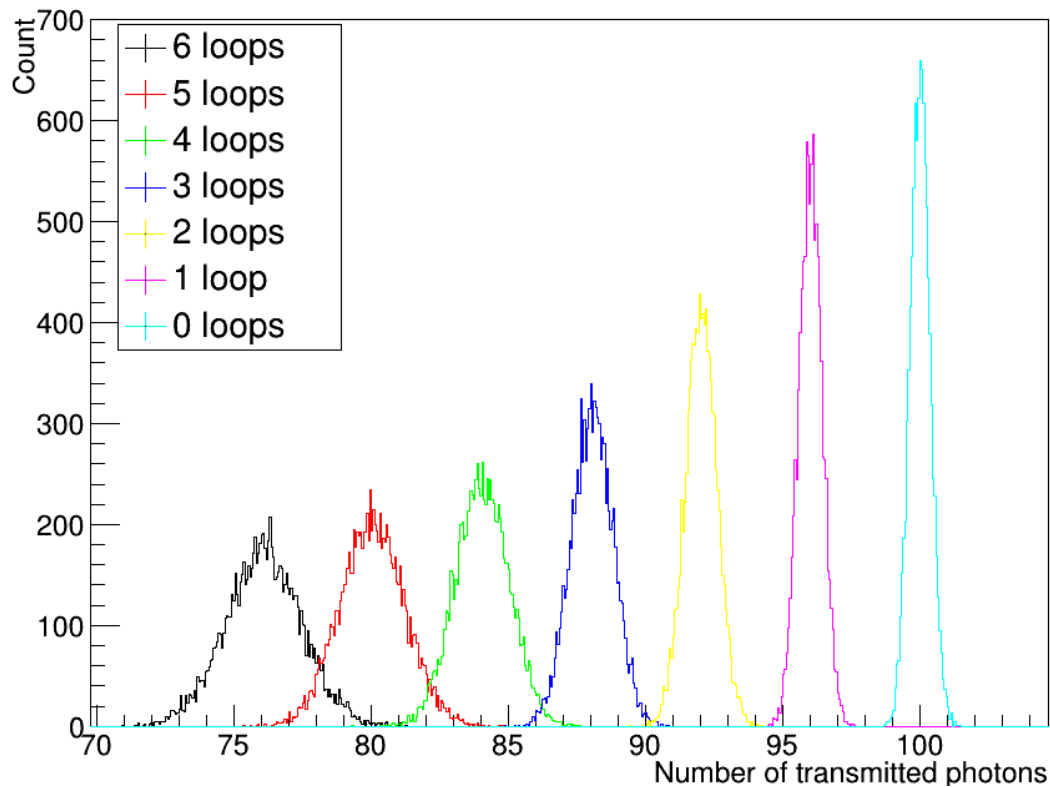 700
600
500
400
300
200
100
0
Count
6 loops
5 loops
4 loops
3 loops
2 loops
1 loop
0 loops
70 75 80 85 90 95 100
Number of transmitted photons